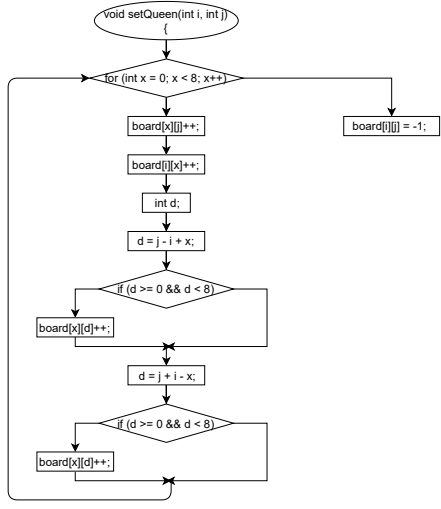 void setQueen(int i, int j)
{
for (int x = 0; x < 8; x++)
board[x][j]++;
board[i][j] = -1;
board[i][x]++;
int d;
d = j - i + x;
if (d >= 0 && d < 8)
board[x][d]++;
d = j + i - x;
if (d >= 0 && d < 8)
board[x][d]++;